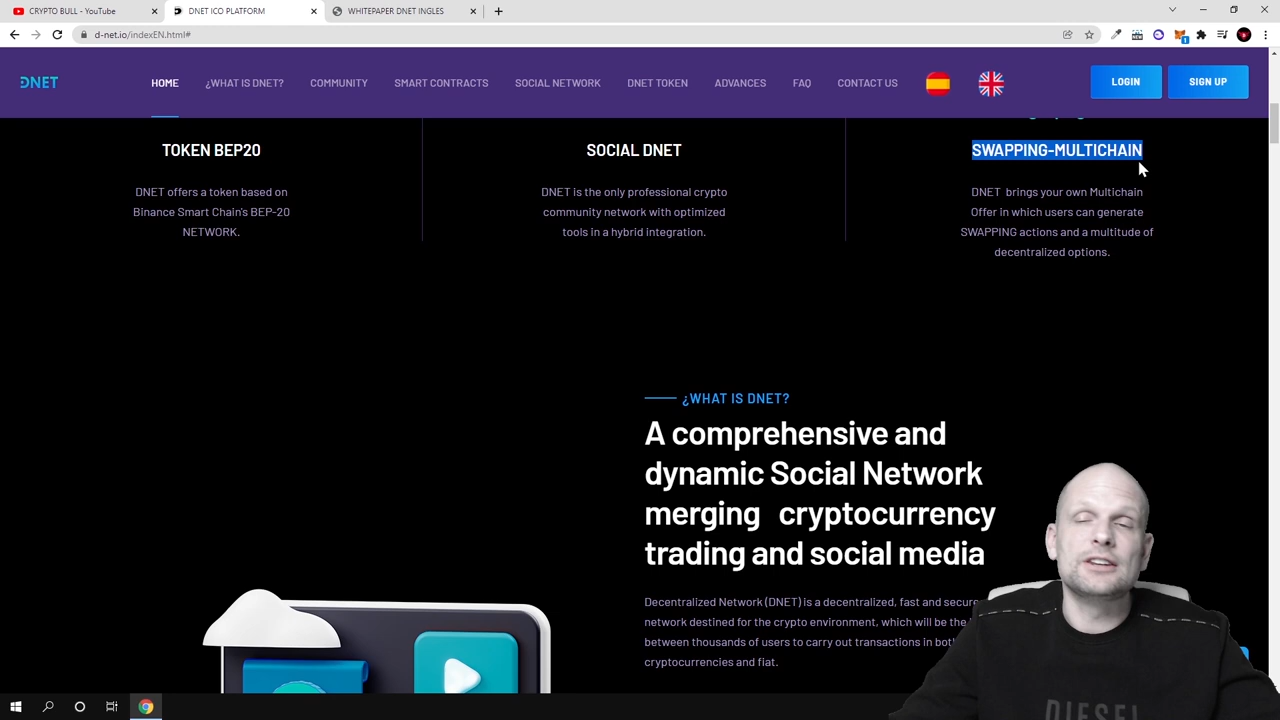 CRYPTO BULL - YouTube
DNET ICO PLATFORM
WHITEPAPER DNET INGLES
d-net.io/indexEN.html#
1
DNET
HOME
¿WHAT IS DNET?
COMMUNITY
SMART CONTRACTS
SOCIAL NETWORK
DNET TOKEN
ADVANCES
FAQ
CONTACT US
LOGIN
SIGN UP
TOKEN BEP20
DNET offers a token based on
Binance Smart Chain's BEP-20
NETWORK.
SOCIAL DNET
DNET is the only professional crypto
community network with optimized
tools in a hybrid integration.
SWAPPING-MULTICHAIN
DNET brings your own Multichain
Offer in which users can generate
SWAPPING actions and a multitude of
decentralized options.
¿WHAT IS DNET?
A comprehensive and
dynamic Social Network
merging cryptocurrency
trading and social media
Decentralized Network (DNET) is a decentralized, fast and secure
network destined for the crypto environment, which will be the
between thousands of users to carry out transactions in
cryptocurrencies and fiat.
DIESEL